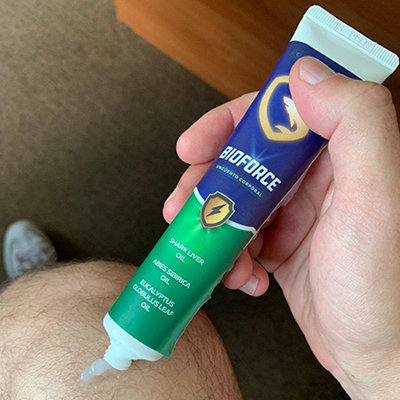 BIOFORCE
UNGUENTO CORPORAL
SHARK LIVER
OIL
ABIES SIBIRICA
OIL
EUCALYPTUS
GLOBULUS LEAF
OIL